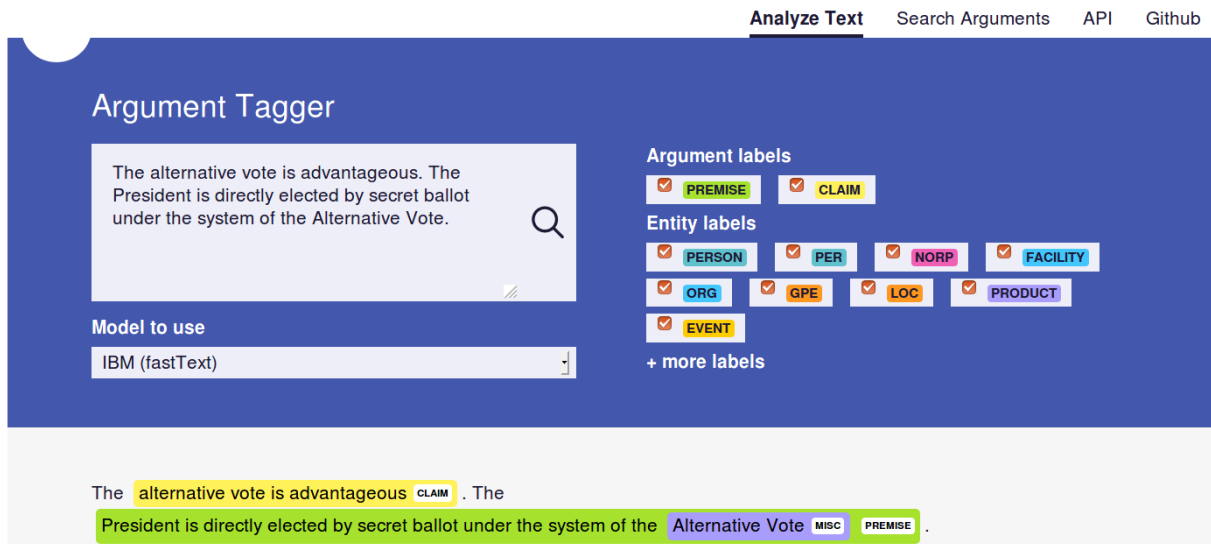 Analyze Text Search Arguments API Github
Argument Tagger
The alternative vote is advantageous. The
President is directly elected by secret ballot
under the system of the Alternative Vote.
Model to use
IBM (fastText)
Argument labels
PREMISE CLAIM
Entity labels
PERSON PER NORP FACILITY
ORG GPE LOC PRODUCT
EVENT
+ more labels
The alternative vote is advantageous CLAIM . The
President is directly elected by secret ballot under the system of the Alternative Vote MISC PREMISE .